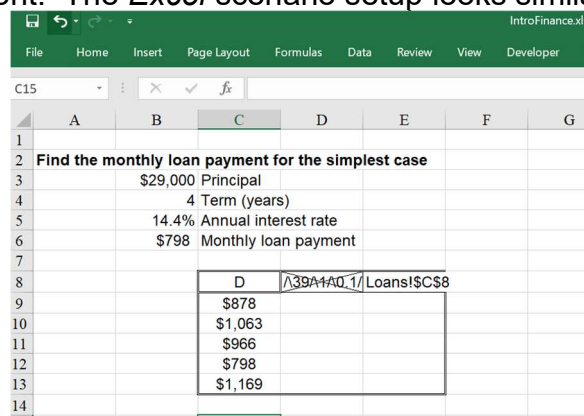 ent. The Excel scenario setup looks simila
IntroFinance.xl
File Home Insert Page Layout Formulas Data Review View Developer
C15 fx
A B C D E F G
1
2 Find the monthly loan payment for the simplest case
3 $29,000 Principal
4 4 Term (years)
5 14.4% Annual interest rate
6 $798 Monthly loan payment
7
8 D Loans!$C$8
9 $878
10 $1,063
11 $966
12 $798
13 $1,169
14